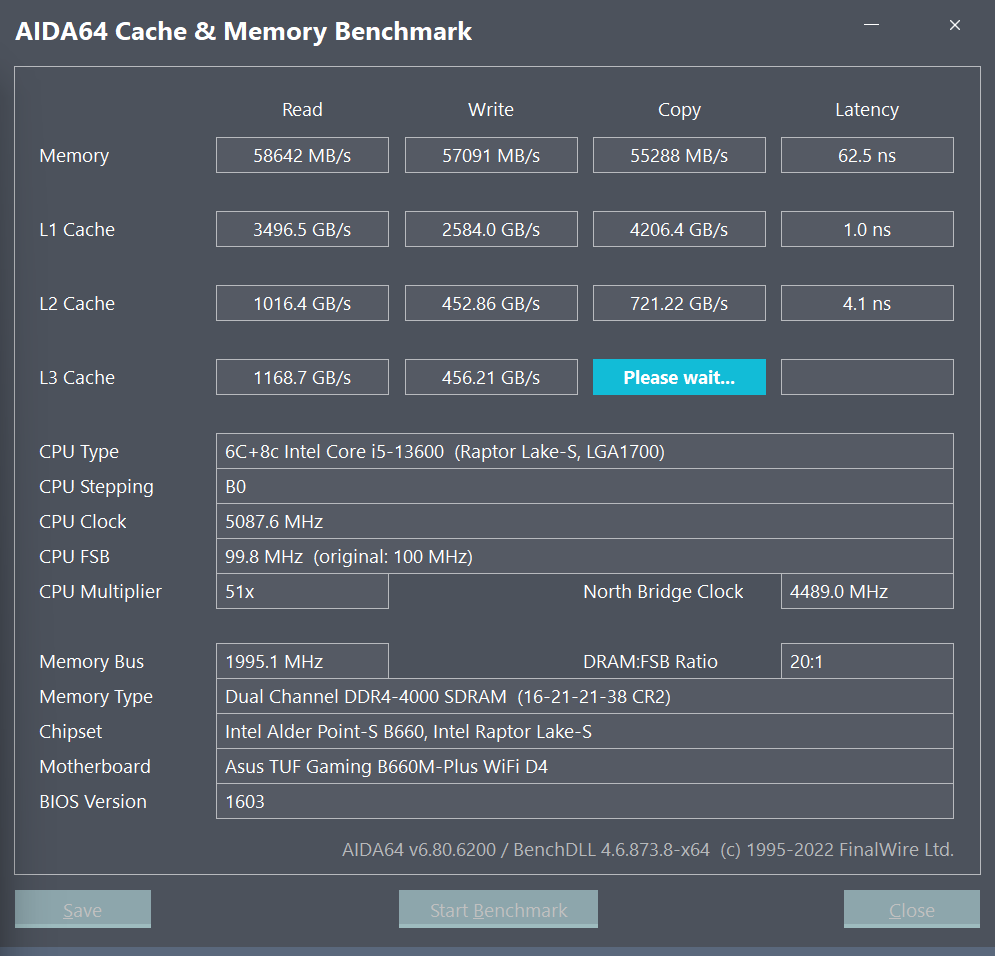 AIDA64 Cache & Memory Benchmark
Read Write Copy Latency
Memory 58642 MB/s 57091 MB/s 55288 MB/s 62.5 ns
L1 Cache 3496.5 GB/s 2584.0 GB/s 4206.4 GB/s 1.0 ns
L2 Cache 1016.4 GB/s 452.86 GB/s 721.22 GB/s 4.1 ns
L3 Cache 1168.7 GB/s 456.21 GB/s Please wait...
CPU Type 6C+8c Intel Core i5-13600 (Raptor Lake-S, LGA1700)
CPU Stepping B0
CPU Clock 5087.6 MHz
CPU FSB 99.8 MHz (original: 100 MHz)
CPU Multiplier 51x North Bridge Clock 4489.0 MHz
Memory Bus 1995.1 MHz DRAM:FSB Ratio 20:1
Memory Type Dual Channel DDR4-4000 SDRAM (16-21-21-38 CR2)
Chipset Intel Alder Point-S B660, Intel Raptor Lake-S
Motherboard Asus TUF Gaming B660M-Plus WiFi D4
BIOS Version 1603
AIDA64 v6.80.6200 / BenchDLL 4.6.873.8-x64 (c) 1995-2022 FinalWire Ltd.
Save Start Benchmark Close